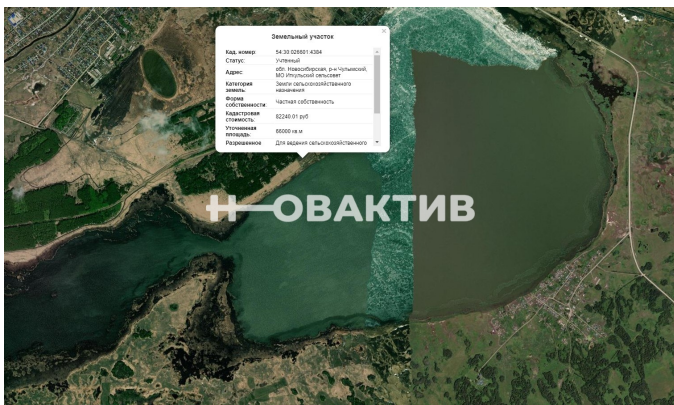 Земельный участок
Кад. номер: 54:30:026601:4384
Статус: Учтенный
Адрес: обл. Новосибирская, р-н Чулымский, МО Иткульский сельсовет
Категория земель: Земли сельскохозяйственного назначения
Форма собственности: Частная собственность
Кадастровая стоимость: 82240.01 руб
Уточненная площадь: 66000 кв.м
Разрешенное Для ведения сельскохозяйственного
НОВАКТИВ